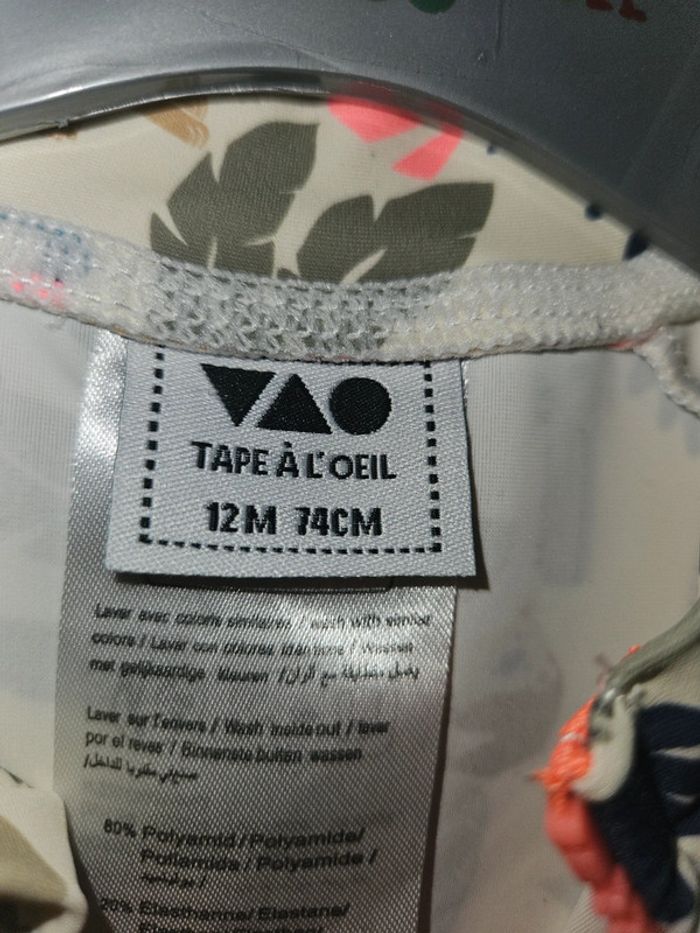 TAPE À L'OEIL
12M 74CM
Laver avec coloris similaires / wash with similar
colors / Lavar con colores idénticos / Wassen
met gelijkaardige kleuren /
Laver sur l'envers / Wash inside out / lavar
por el reves / Binnenste buiten wassen
80% Polyamid / Polyamide/
Poliamida / Polyamide /
20% Elasthanne/ Elastane/